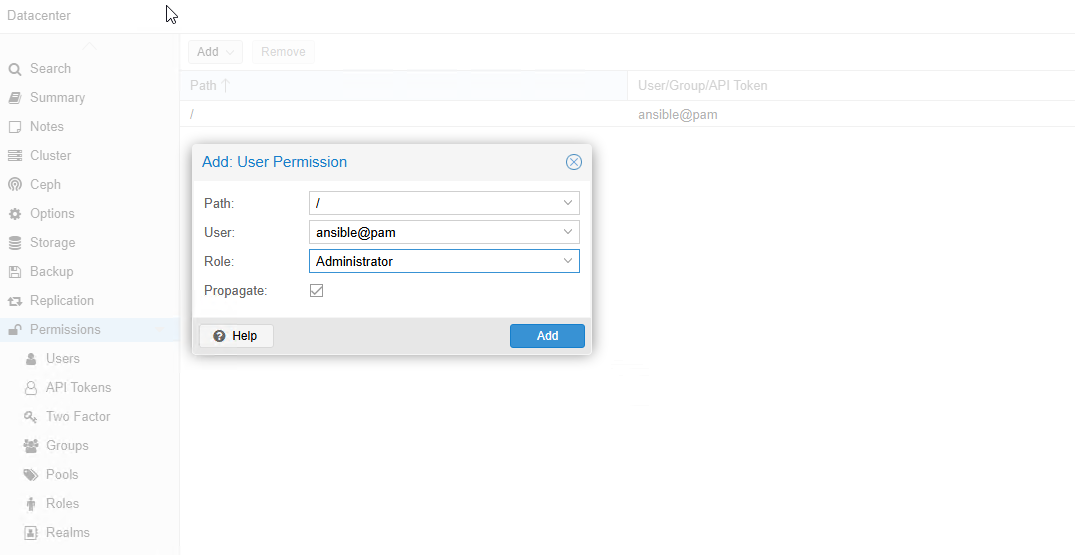 Datacenter
Search
Summary
Notes
Cluster
Ceph
Options
Storage
Backup
Replication
Permissions
Users
API Tokens
Two Factor
Groups
Pools
Roles
Realms
Add Remove
Path User/Group/API Token
/ ansible@pam
Add: User Permission
Path: /
User: ansible@pam
Role: Administrator
Propagate:
Help Add